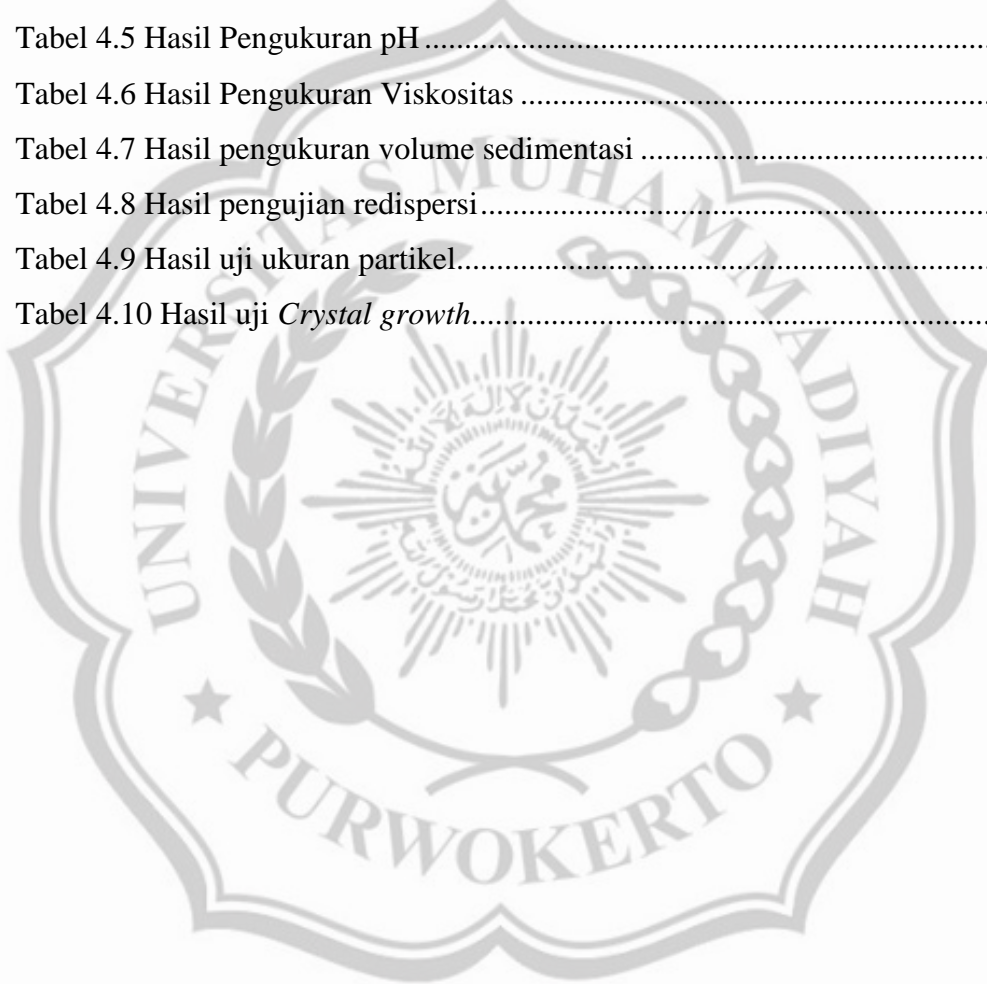 Tabel 4.5 Hasil Pengukuran pH
Tabel 4.6 Hasil Pengukuran Viskositas
Tabel 4.7 Hasil pengukuran volume sedimentasi
Tabel 4.8 Hasil pengujian redispersi
Tabel 4.9 Hasil uji ukuran partikel
Tabel 4.10 Hasil uji Crystal growth
UNIVERSITAS MUHAMMADIYAH
PURWOKERTO